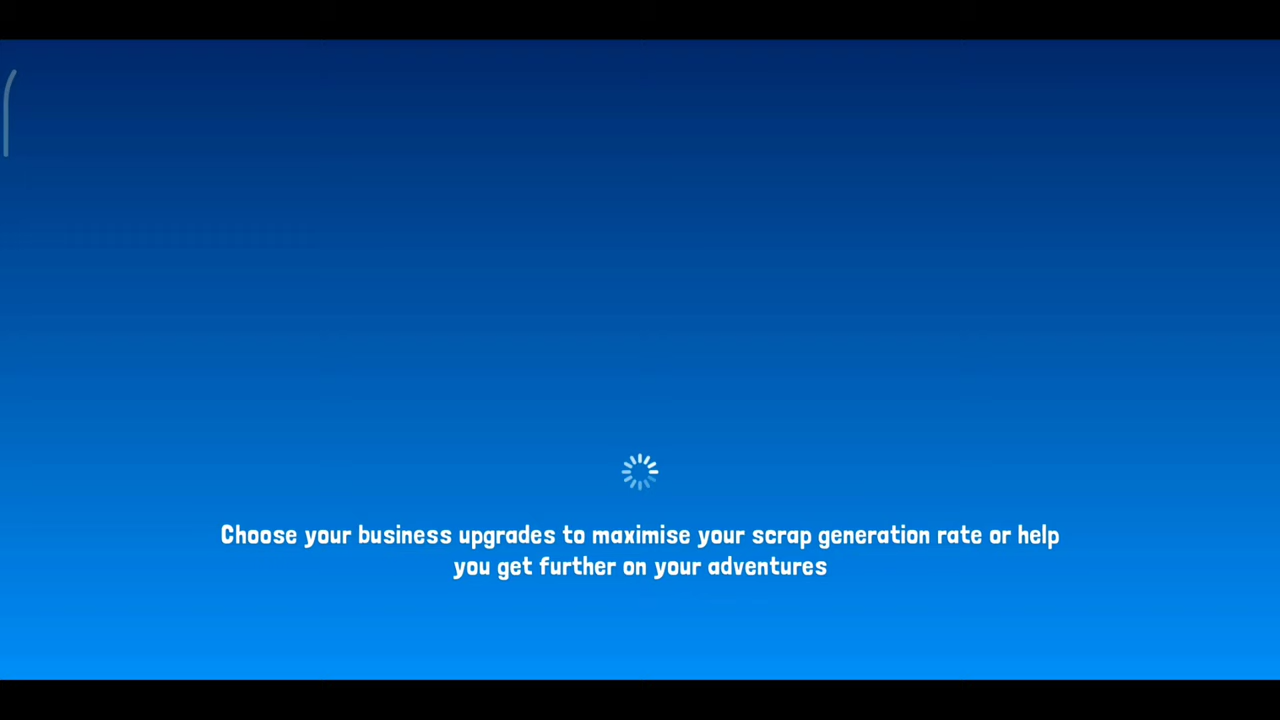 Choose your business upgrades to maximise your scrap generation rate or help
you get further on your adventures